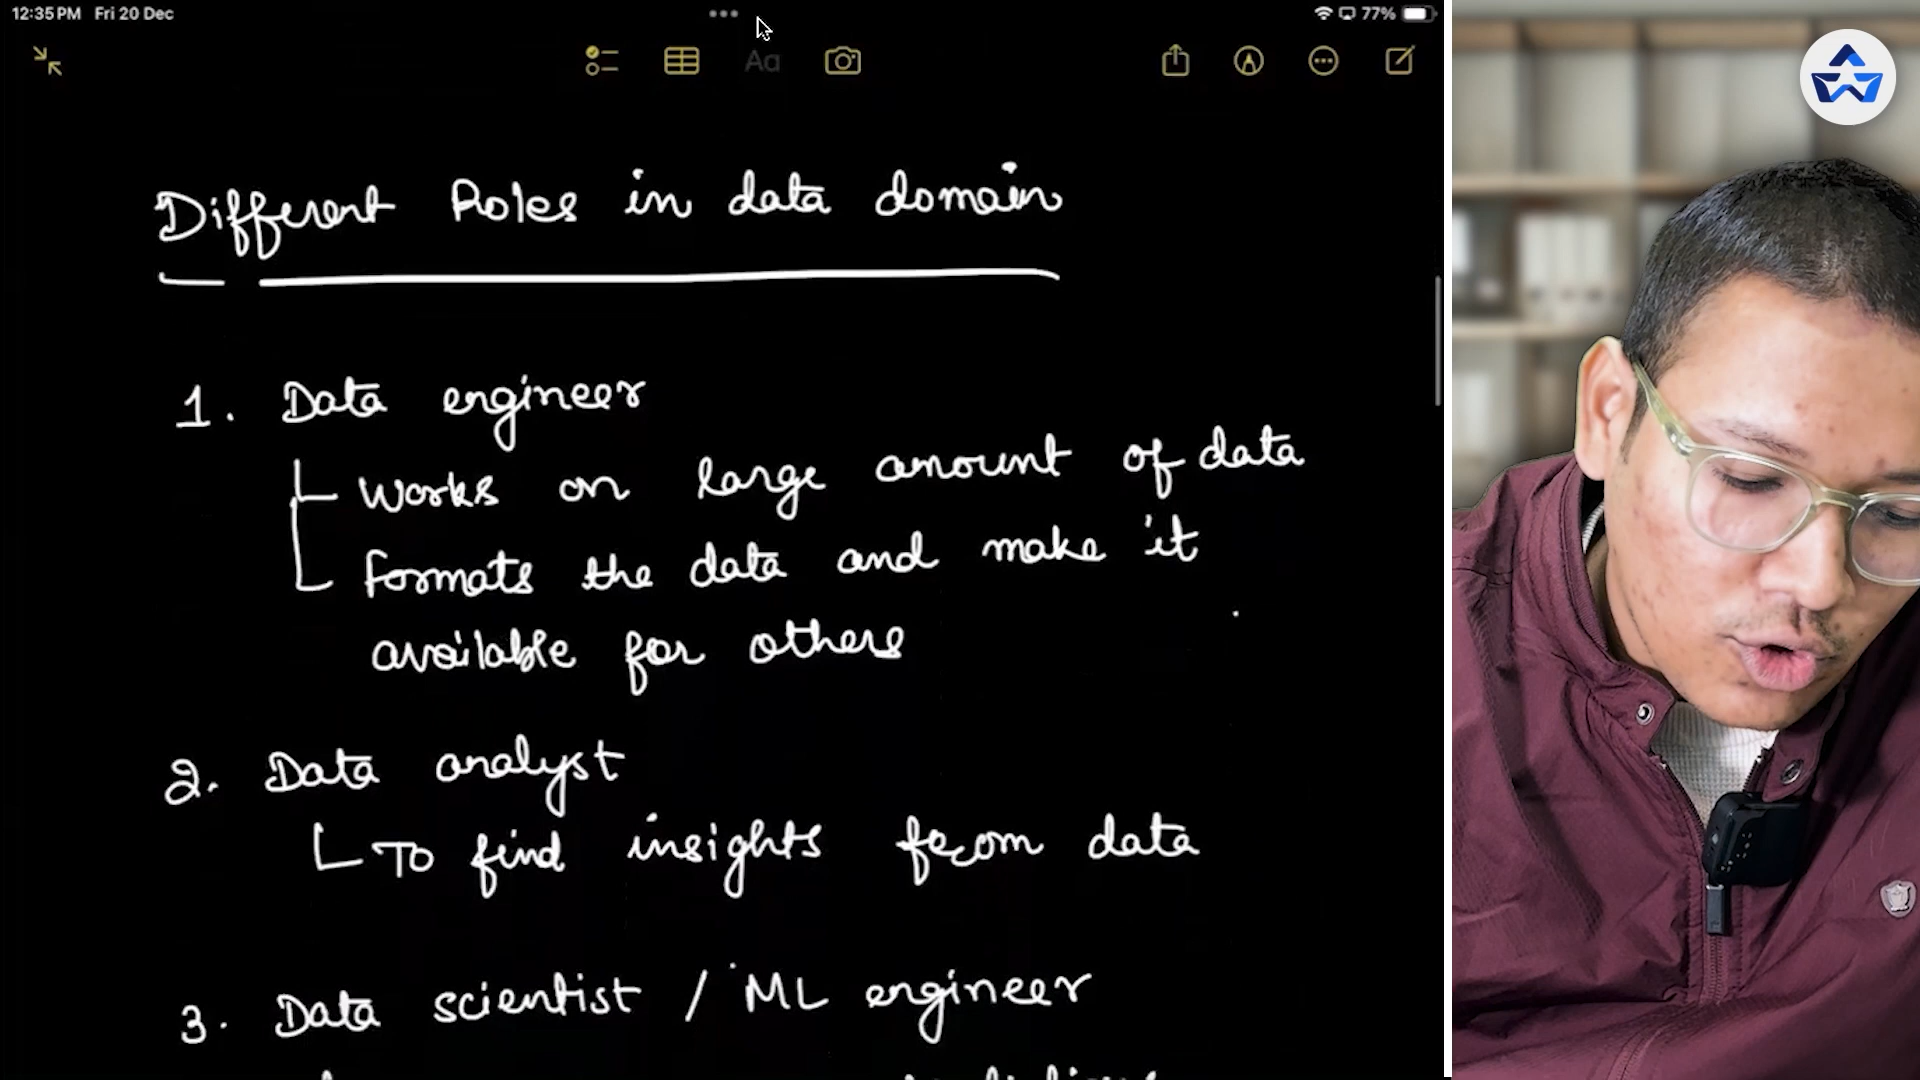 12:35 PM Fri 20 Dec
77%
Aa
Different Roles in data domain
1. Data engineer
Works on large amount of data
formats the data and make it
available for others
2. Data analyst
To find insights from data
3. Data scientist / ML engineer